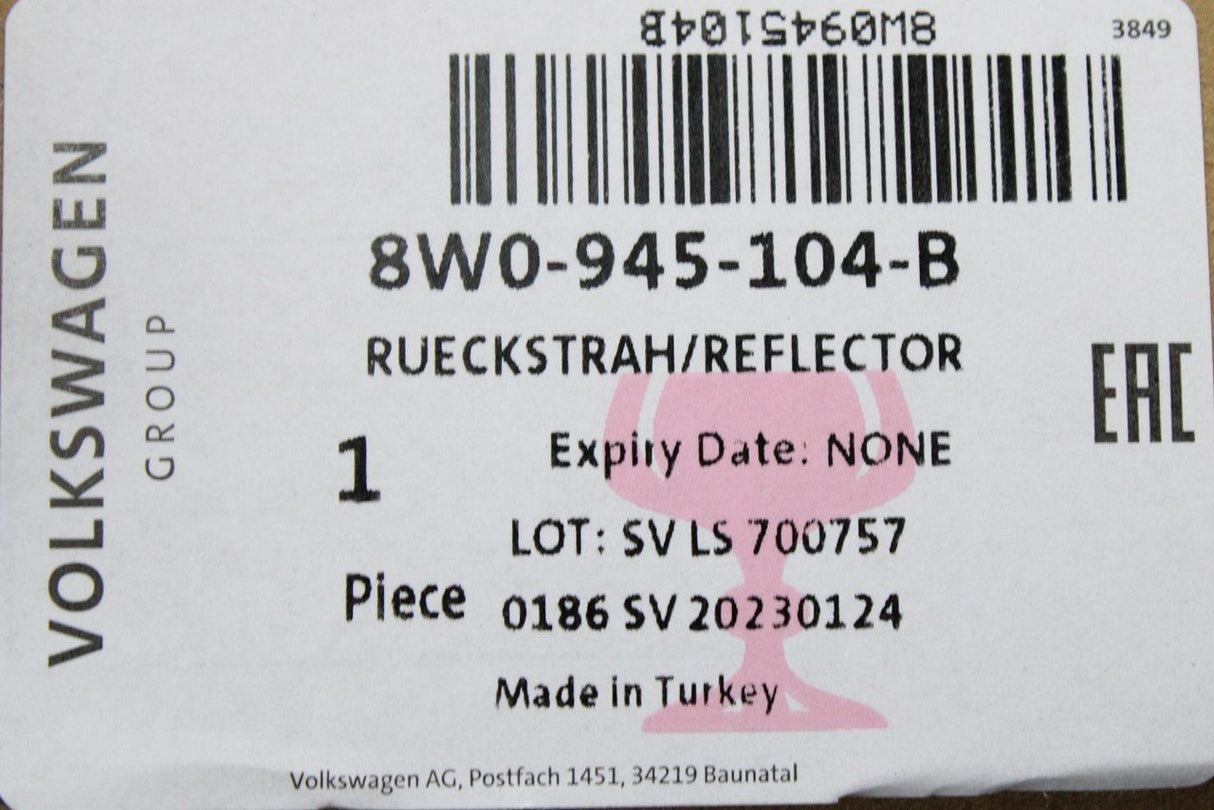 8W0945104B
3849
8W0-945-104-B
RUECKSTRAH/REFLECTOR
EAC
1
Expiry Date: NONE
LOT: SV LS 700757
Piece
0186 SV 20230124
Made in Turkey
Volkswagen AG, Postfach 1451, 34219 Baunatal
VOLKSWAGEN
GROUP